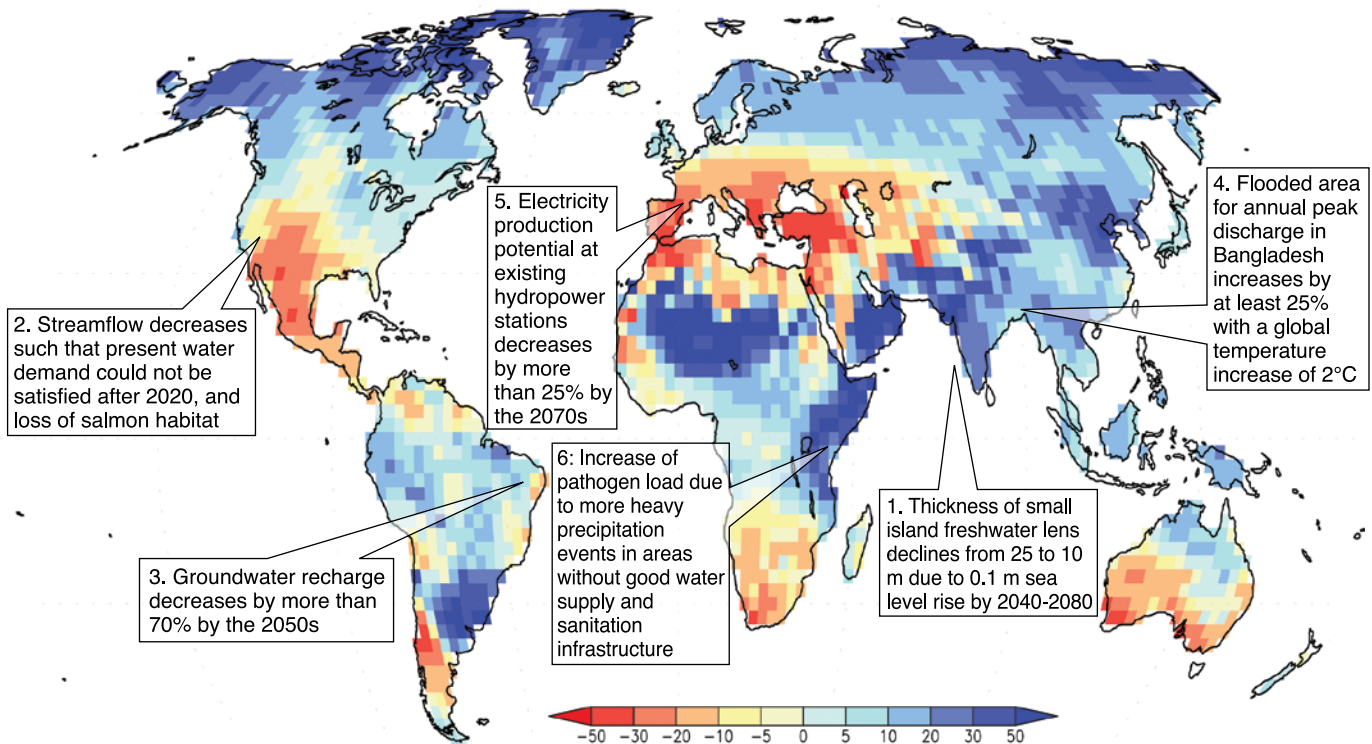 5. Electricity
production
potential at
existing
hydropower
stations
decreases
by more
than 25% by
the 2070s
4. Flooded area
for annual peak
discharge in
Bangladesh
increases by
at least 25%
with a global
temperature
increase of 2°C
2. Streamflow decreases
such that present water
demand could not be
satisfied after 2020, and
loss of salmon habitat
6: Increase of
pathogen load due
to more heavy
precipitation
events in areas
without good water
supply and
sanitation
infrastructure
1. Thickness of small
island freshwater lens
declines from 25 to 10
m due to 0.1 m sea
level rise by 2040-2080
3. Groundwater recharge
decreases by more than
70% by the 2050s
−50 −30 −20 −10 −5 0 5 10 20 30 50